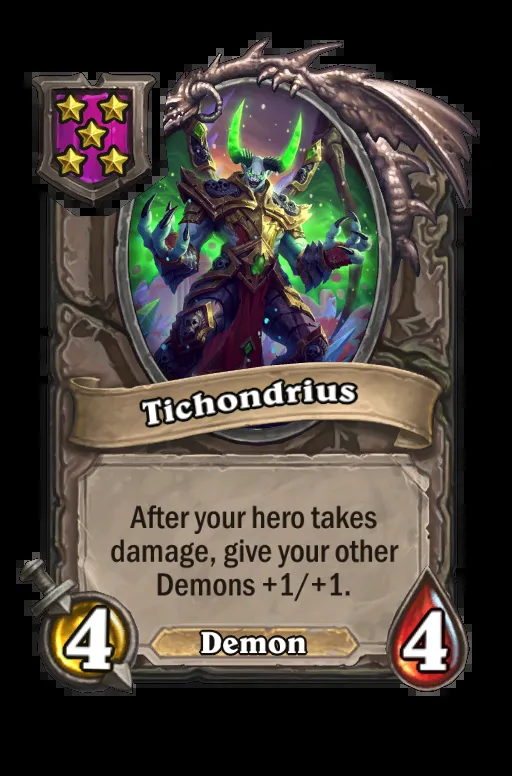 Tichondrius
After your hero takes
damage, give your other
Demons +1/+1.
4
Demon
4